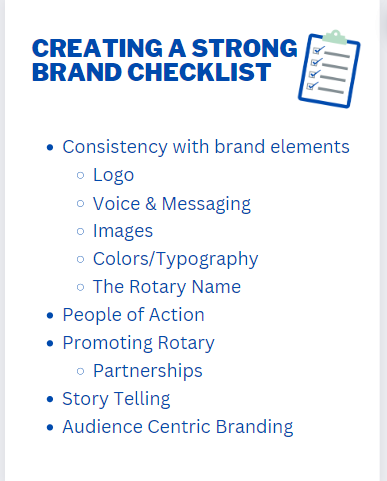 CREATING A STRONG
BRAND CHECKLIST
• Consistency with brand elements
○ Logo
○ Voice & Messaging
○ Images
○ Colors/Typography
○ The Rotary Name
• People of Action
• Promoting Rotary
○ Partnerships
• Story Telling
• Audience Centric Branding